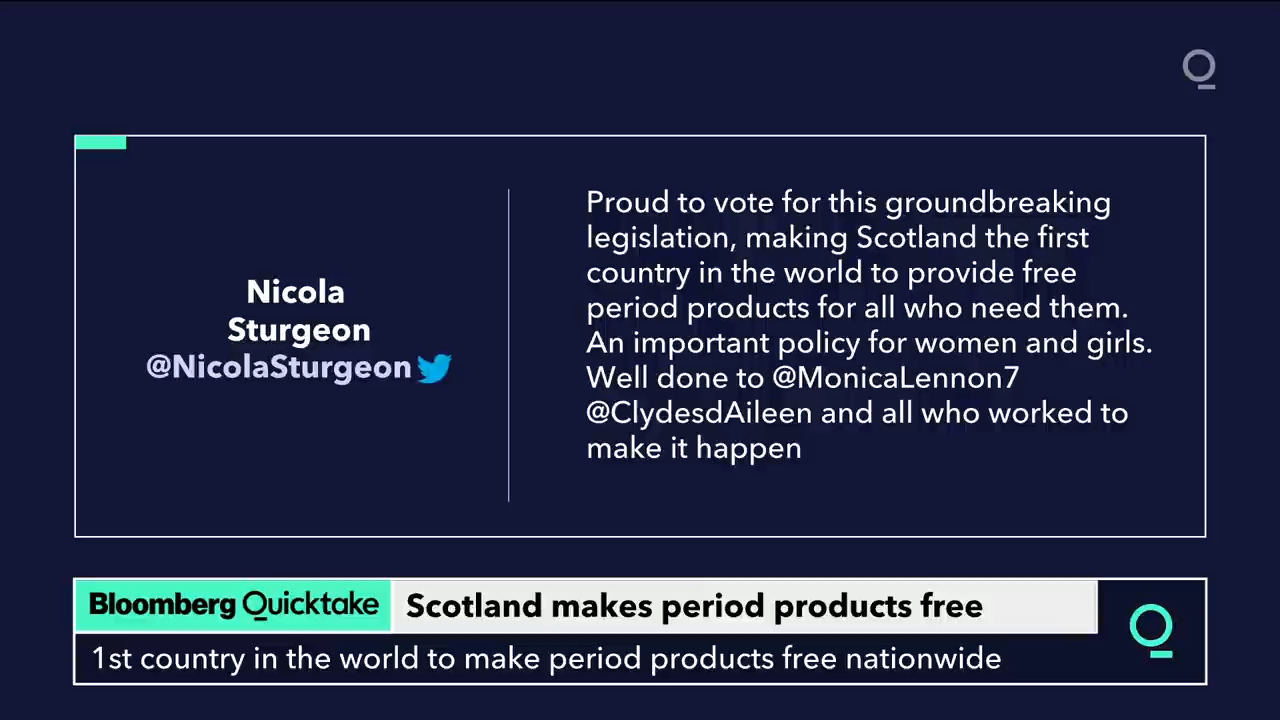 Nicola
Sturgeon
@NicolaSturgeon
Proud to vote for this groundbreaking
legislation, making Scotland the first
country in the world to provide free
period products for all who need them.
An important policy for women and girls.
Well done to @MonicaLennon7
@ClydesdAileen and all who worked to
make it happen
Bloomberg Quicktake
Scotland makes period products free
1st country in the world to make period products free nationwide